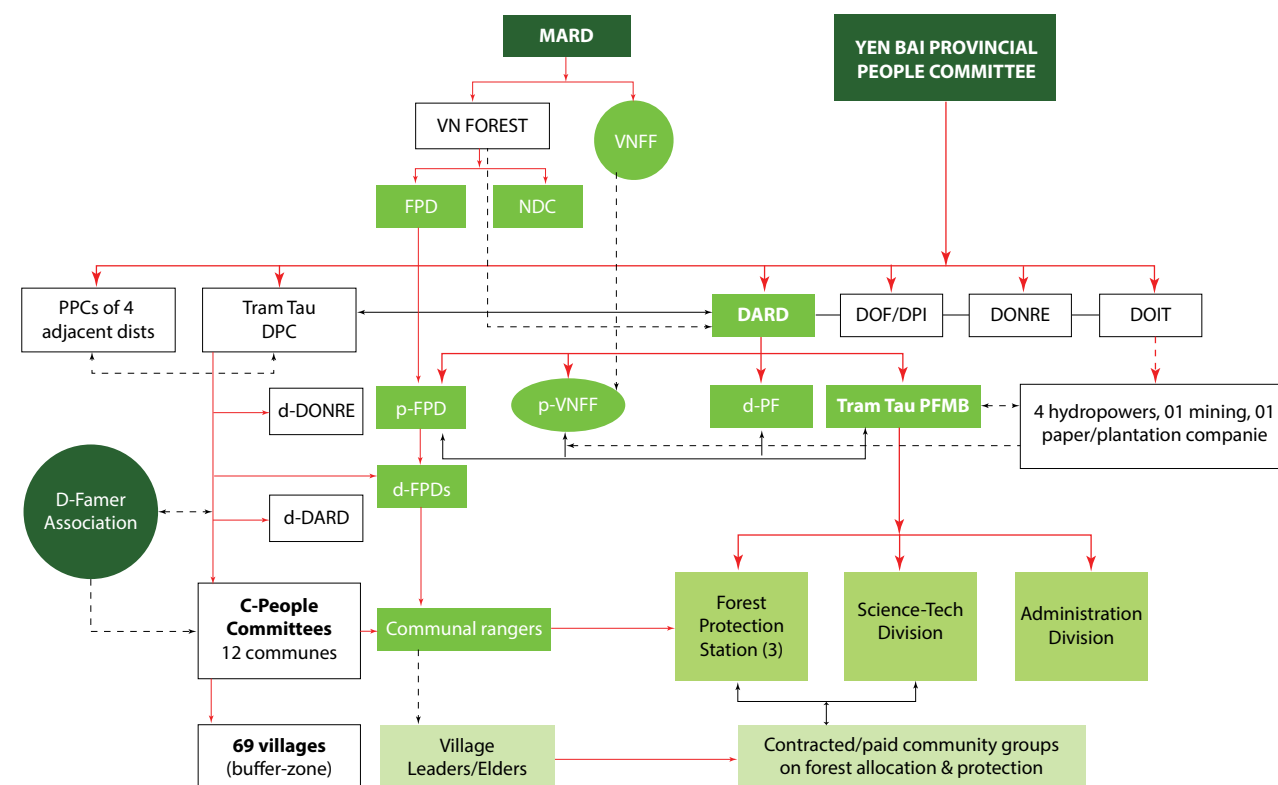 MARD
YEN BAI PROVINCIAL
PEOPLE COMMITTEE
VN FOREST
VNFF
FPD
NDC
PPCs of 4
adjacent dists
Tram Tau
DPC
DARD
DOF/DPI
DONRE
DOIT
d-DONRE
p-FPD
p-VNFF
d-PF
Tram Tau PFMB
4 hydropowers, 01 mining, 01
paper/plantation companie
D-Famer
Association
d-FPDs
d-DARD
C-People
Committees
12 communes
Communal rangers
Forest
Protection
Station (3)
Science-Tech
Division
Administration
Division
69 villages
(buffer-zone)
Village
Leaders/Elders
Contracted/paid community groups
on forest allocation & protection